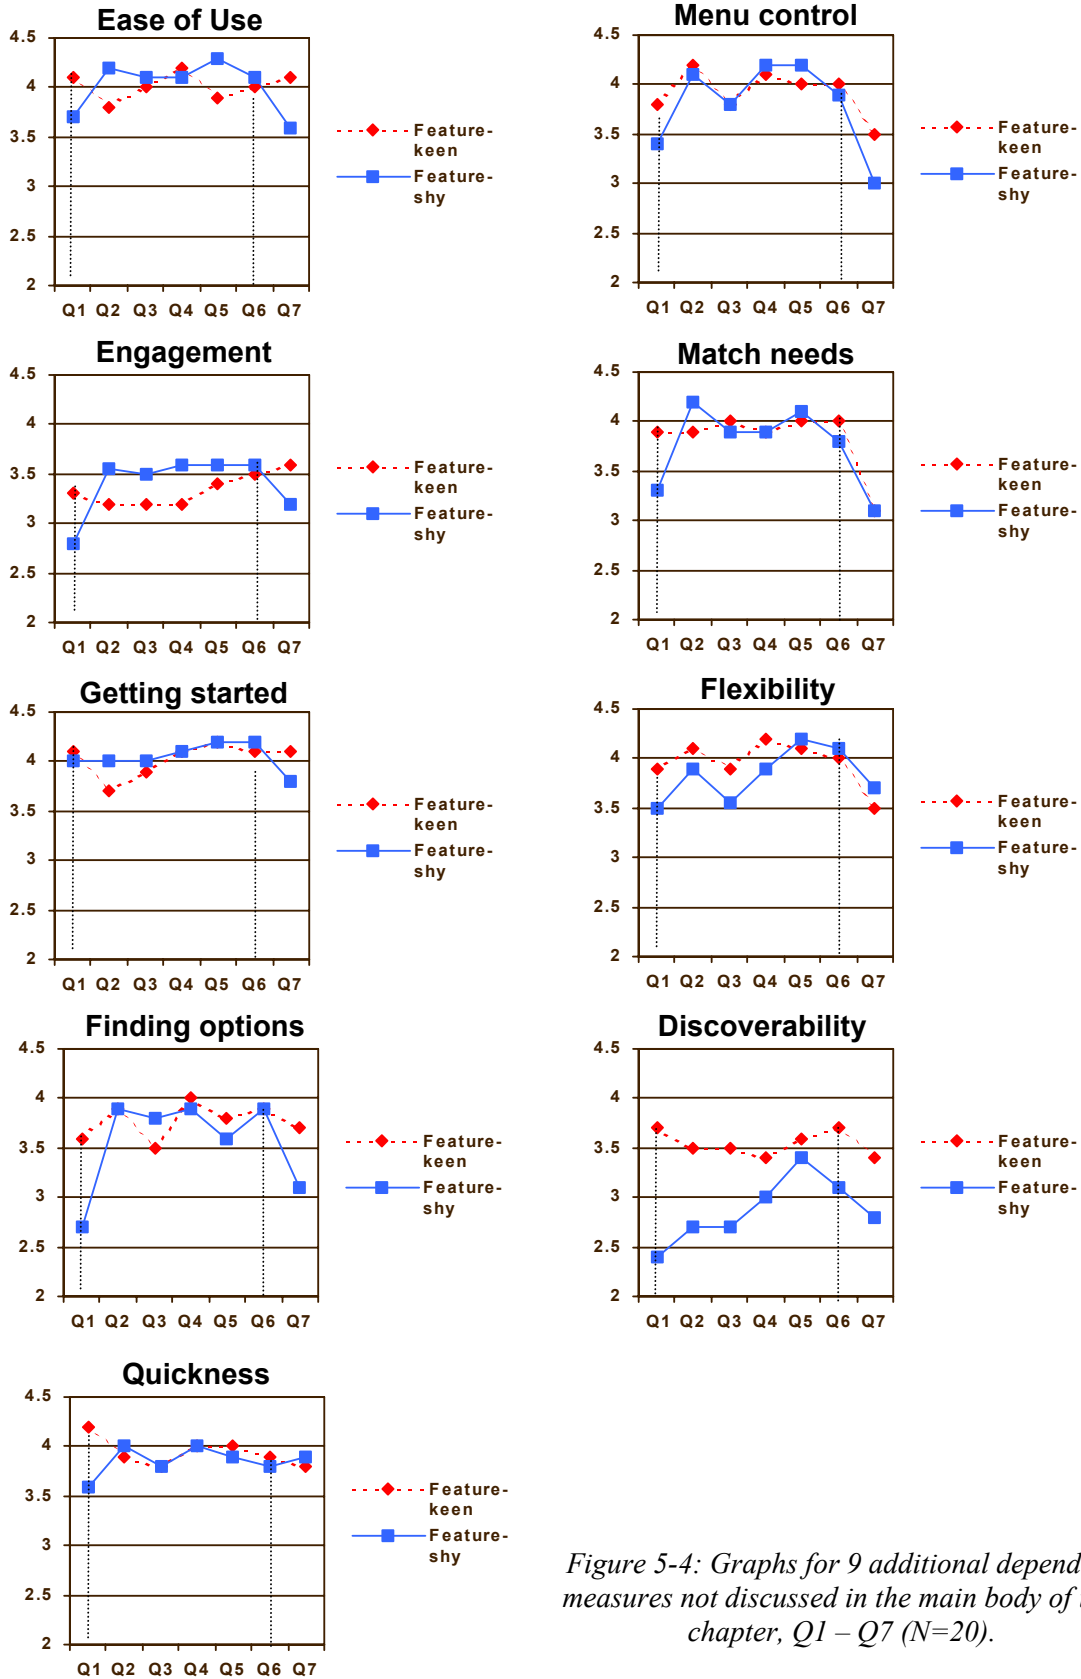 Ease of Use
4.5
4
3.5
3
2.5
2
Q1 Q2 Q3 Q4 Q5 Q6 Q7
Feature-
keen
Feature-
shy
Menu control
4.5
4
3.5
3
2.5
2
Q1 Q2 Q3 Q4 Q5 Q6 Q7
Feature-
keen
Feature-
shy
Engagement
4.5
4
3.5
3
2.5
2
Q1 Q2 Q3 Q4 Q5 Q6 Q7
Feature-
keen
Feature-
shy
Match needs
4.5
4
3.5
3
2.5
2
Q1 Q2 Q3 Q4 Q5 Q6 Q7
Feature-
keen
Feature-
shy
Getting started
4.5
4
3.5
3
2.5
2
Q1 Q2 Q3 Q4 Q5 Q6 Q7
Feature-
keen
Feature-
shy
Flexibility
4.5
4
3.5
3
2.5
2
Q1 Q2 Q3 Q4 Q5 Q6 Q7
Feature-
keen
Feature-
shy
Finding options
4.5
4
3.5
3
2.5
2
Q1 Q2 Q3 Q4 Q5 Q6 Q7
Feature-
keen
Feature-
shy
Discoverability
4.5
4
3.5
3
2.5
2
Q1 Q2 Q3 Q4 Q5 Q6 Q7
Feature-
keen
Feature-
shy
Quickness
4.5
4
3.5
3
2.5
2
Q1 Q2 Q3 Q4 Q5 Q6 Q7
Feature-
keen
Feature-
shy
Figure 5-4: Graphs for 9 additional depend
measures not discussed in the main body of
chapter, Q1 – Q7 (N=20).